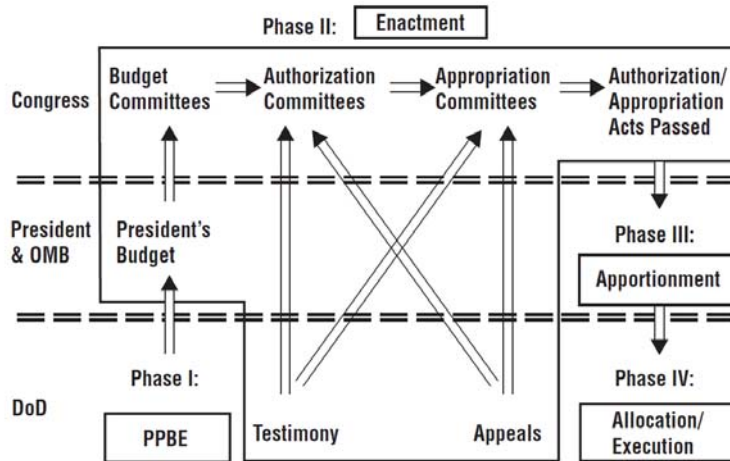 Phase II: Enactment
Congress
Budget
Committees
Authorization
Committees
Appropriation
Committees
Authorization/
Appropriation
Acts Passed
President
& OMB
President's
Budget
Phase III:
Apportionment
DoD
Phase I:
PPBE
Testimony
Appeals
Phase IV:
Allocation/
Execution